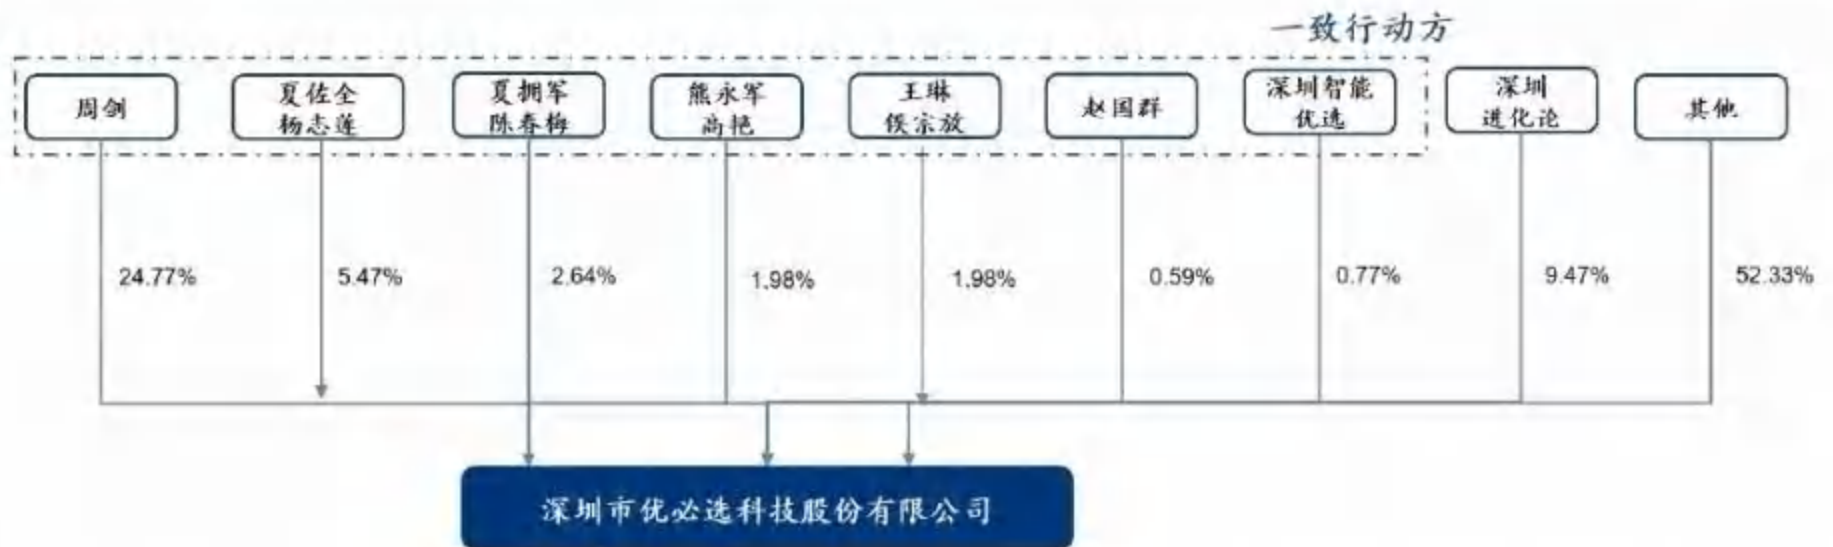 一致行动方
周剑
夏佐全
杨志莲
夏拥军
陈春梅
熊永军
高艳
王琳
侯宗放
赵国群
深圳智能
优选
深圳
进化论
其他
24.77%
5.47%
2.64%
1.98%
1.98%
0.59%
0.77%
9.47%
52.33%
深圳市优必选科技股份有限公司